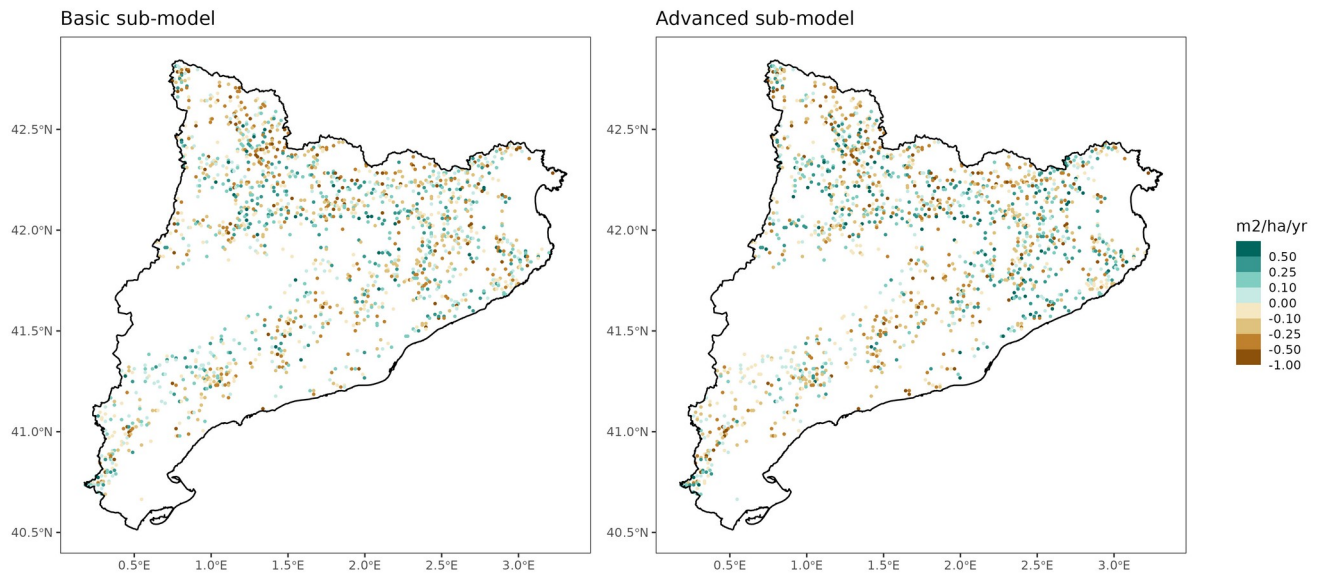 Basic sub-model
Advanced sub-model
42.5°N
42.0°N
41.5°N
41.0°N
40.5°N
0.5°E 1.0°E 1.5°E 2.0°E 2.5°E 3.0°E
42.5°N
42.0°N
41.5°N
41.0°N
40.5°N
0.5°E 1.0°E 1.5°E 2.0°E 2.5°E 3.0°E
m2/ha/yr
0.50
0.25
0.10
0.00
-0.10
-0.25
-0.50
-1.00